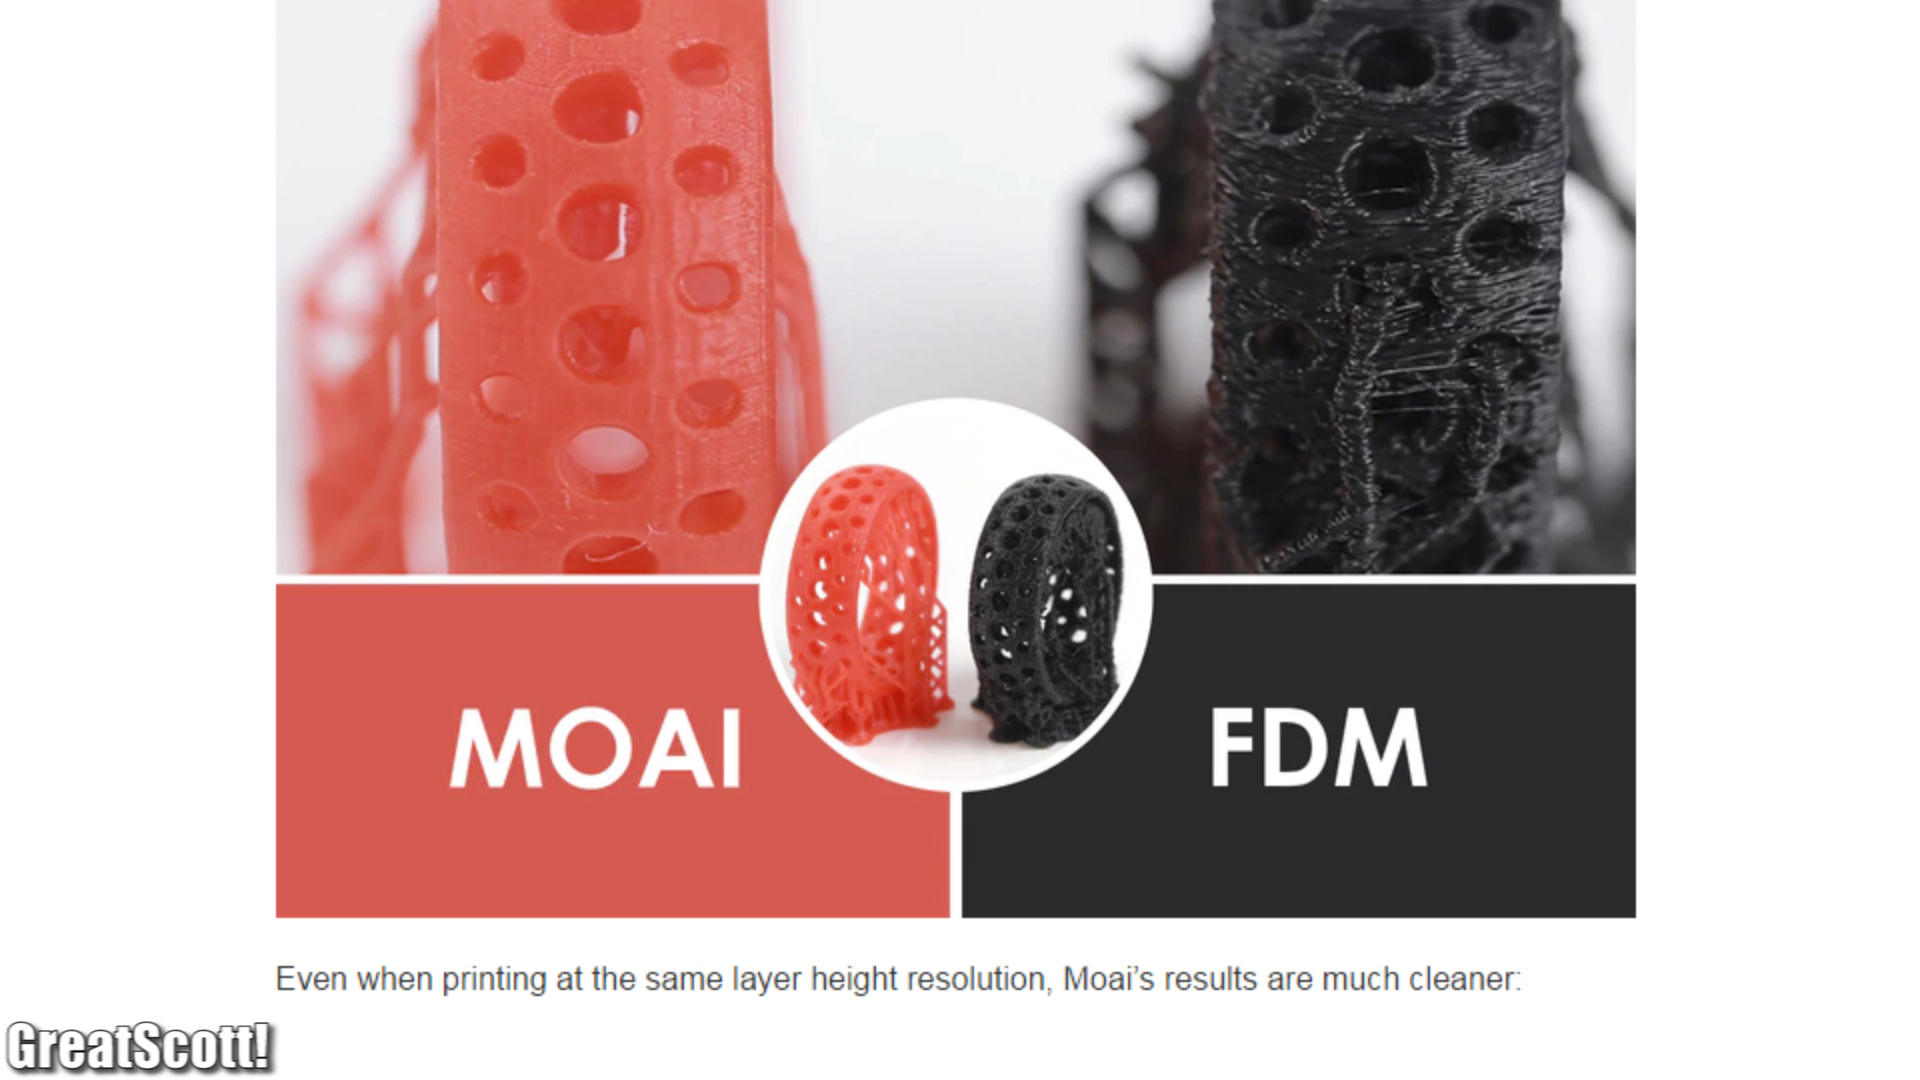 MOAI
FDM
Even when printing at the same layer height resolution, Moai’s results are much cleaner:
GreatScott!